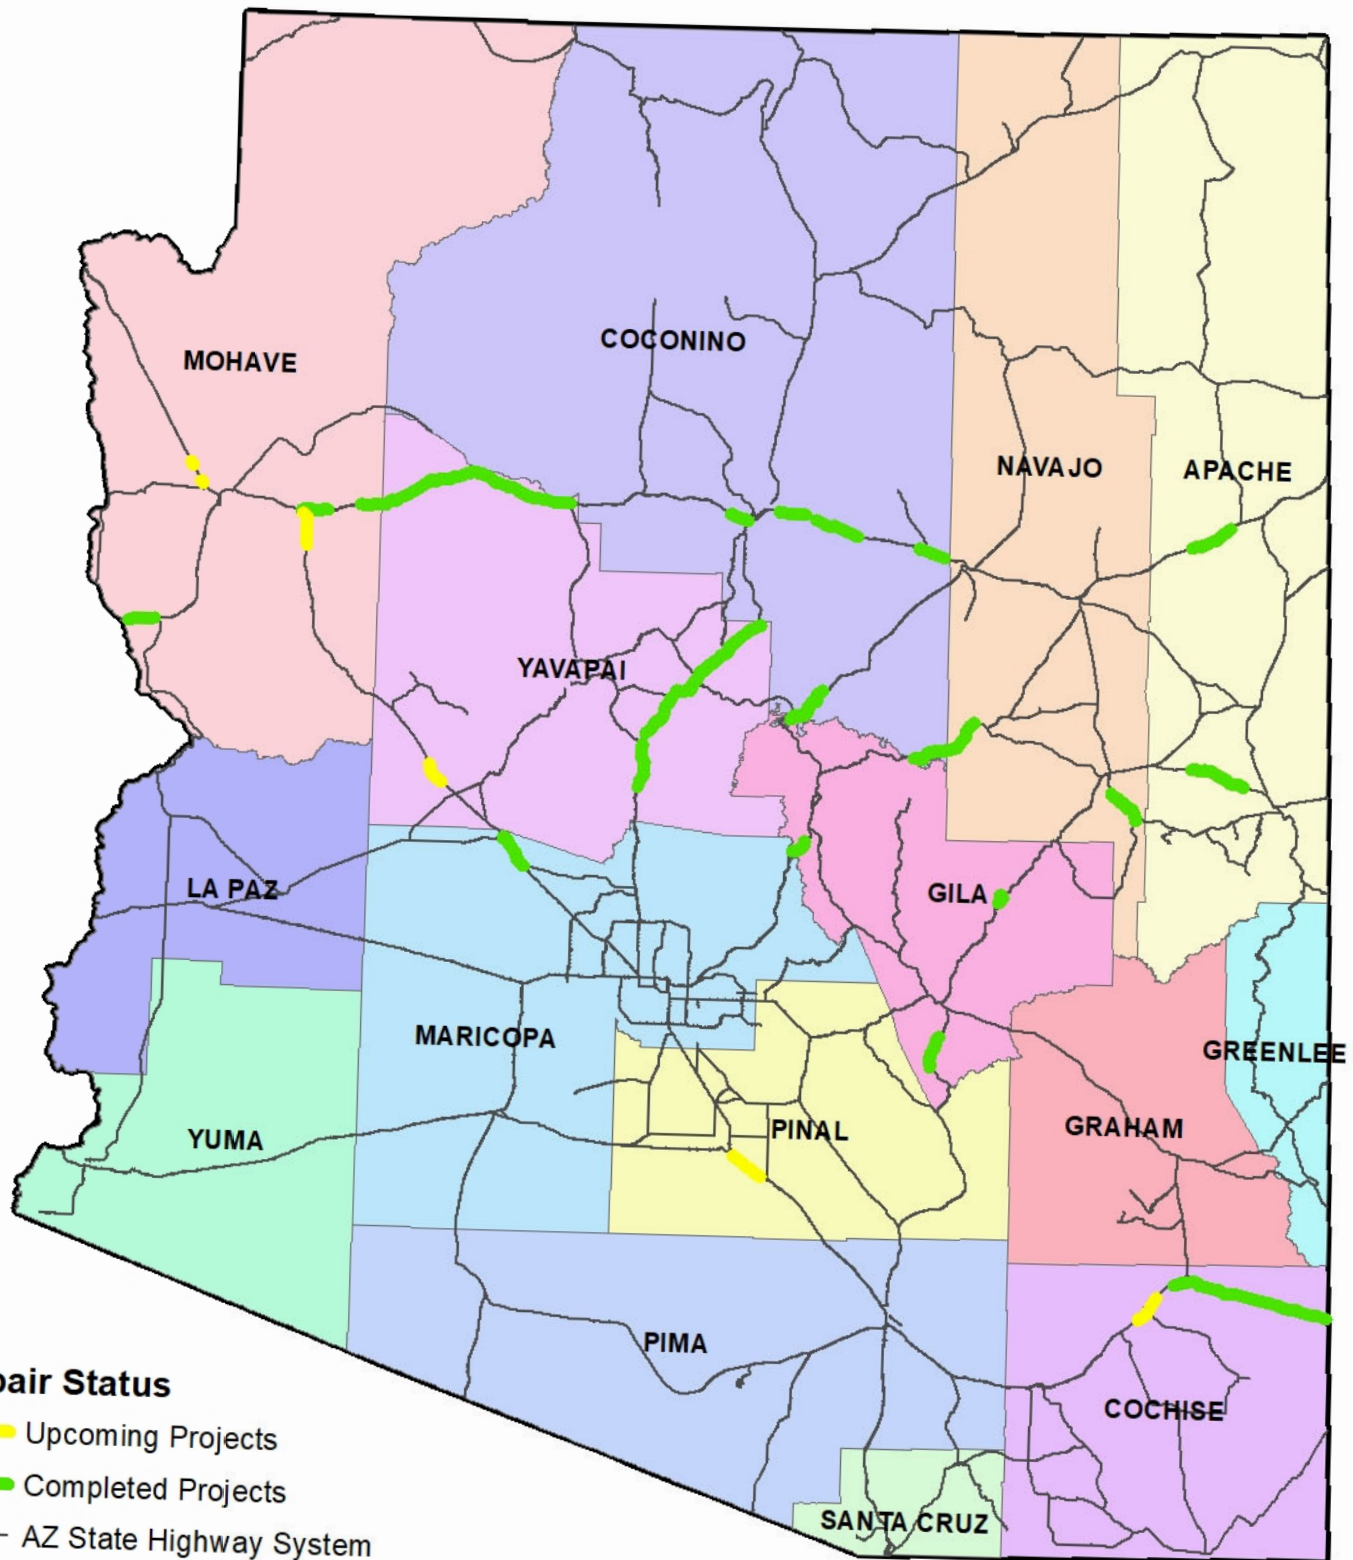 COCONINO
MOHAVE
NAVAJO
APACHE
YAVAPAI
LA PAZ
GILA
MARICOPA
GREENLEE
YUMA
PINAL
GRAHAM
PIMA
COCHISE
SANTA CRUZ
pair Status
Upcoming Projects
Completed Projects
AZ State Highway System